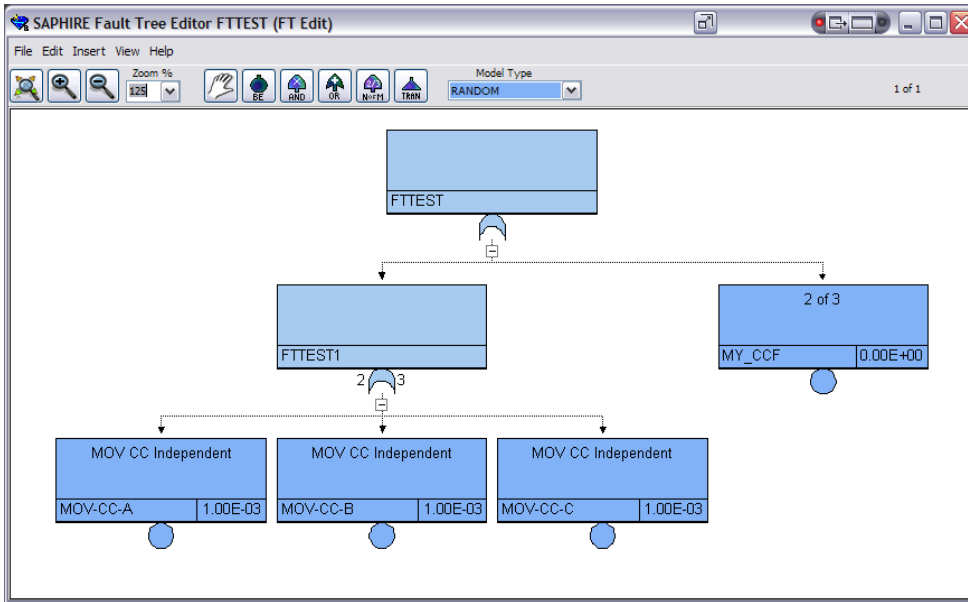 SAPHIRE Fault Tree Editor FTTEST (FT Edit)
File Edit Insert View Help
Zoom %
125
BE
AND
OR
NOFM
TRAN
Model Type
RANDOM
1 of 1
FTTEST
FTTEST1
2 3
2 of 3
MY_CCF 0.00E+00
MOV CC Independent
MOV-CC-A 1.00E-03
MOV CC Independent
MOV-CC-B 1.00E-03
MOV CC Independent
MOV-CC-C 1.00E-03